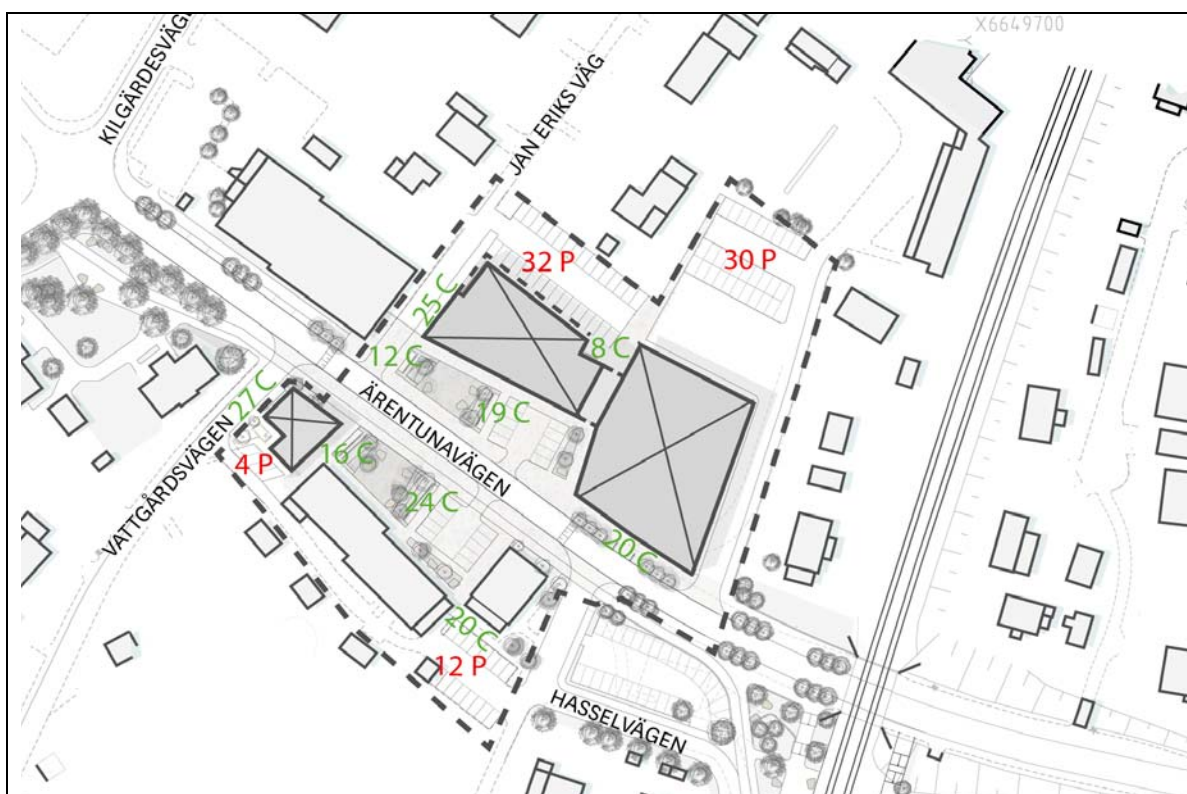 X6649700
KILGÄRDESVÄGEN
JAN ERIKS VÄG
32 P
30 P
25 C
12 C
8 C
27 C
ÄRENTUNAVÄGEN
19 C
16 C
4 P
VATTGÅRDSVÄGEN
24 C
20 C
20 C
12 P
HASSELVÄGEN